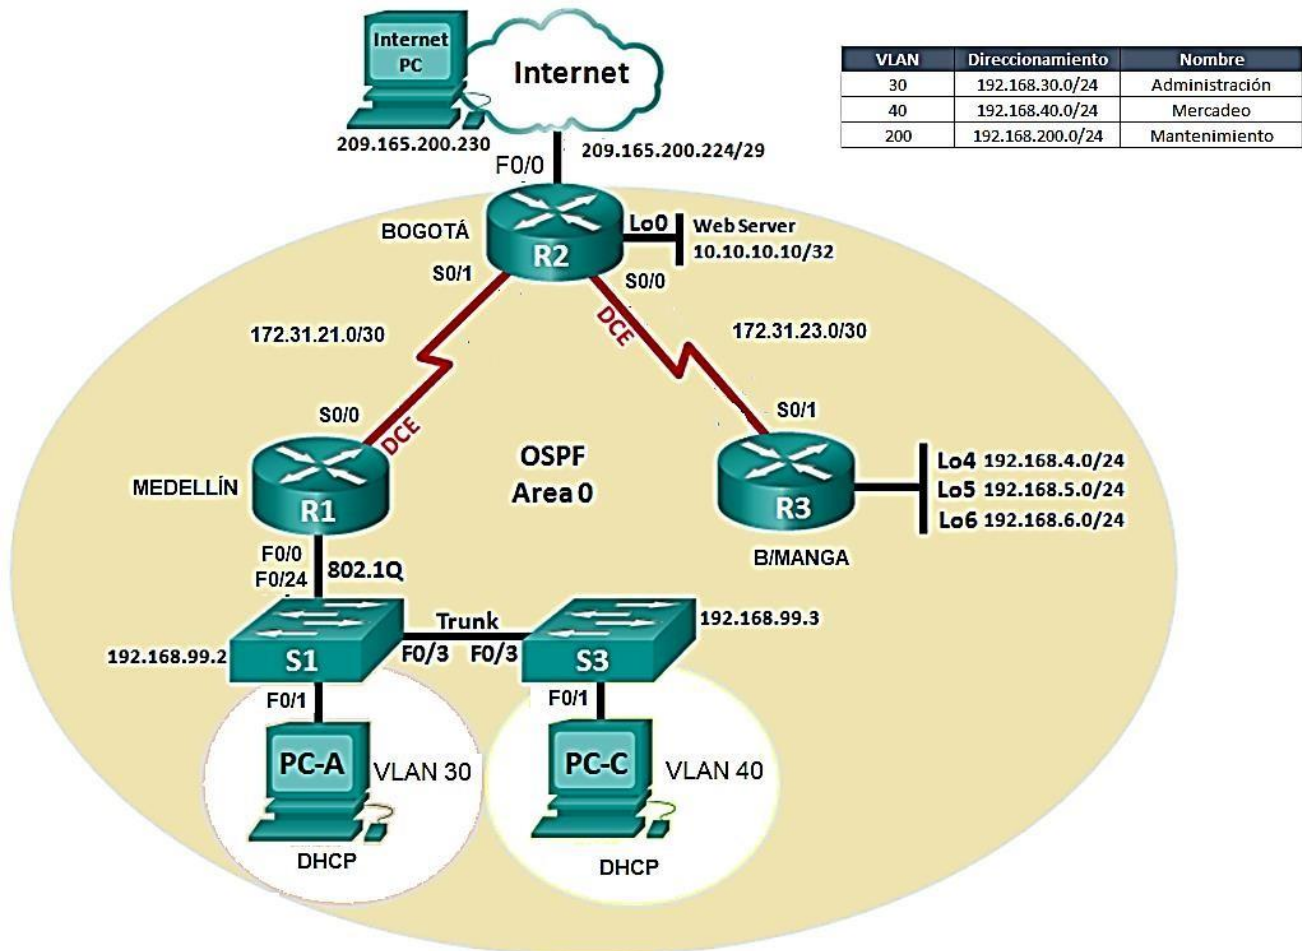 Internet
PC
Internet
209.165.200.230
209.165.200.224/29
F0/0
VLAN Direccionamiento Nombre
30 192.168.30.0/24 Administración
40 192.168.40.0/24 Mercadeo
200 192.168.200.0/24 Mantenimiento
BOGOTÁ
R2
Lo0
Web Server
10.10.10.10/32
S0/1
S0/0
DCE
172.31.21.0/30
172.31.23.0/30
S0/0
DCE
S0/1
OSPF
Area 0
MEDELLÍN
R1
R3
B/MANGA
Lo4 192.168.4.0/24
Lo5 192.168.5.0/24
Lo6 192.168.6.0/24
F0/0
F0/24
802.1Q
Trunk
192.168.99.3
192.168.99.2
S1
F0/3
F0/3
S3
F0/1
F0/1
PC-A
VLAN 30
PC-C
VLAN 40
DHCP
DHCP